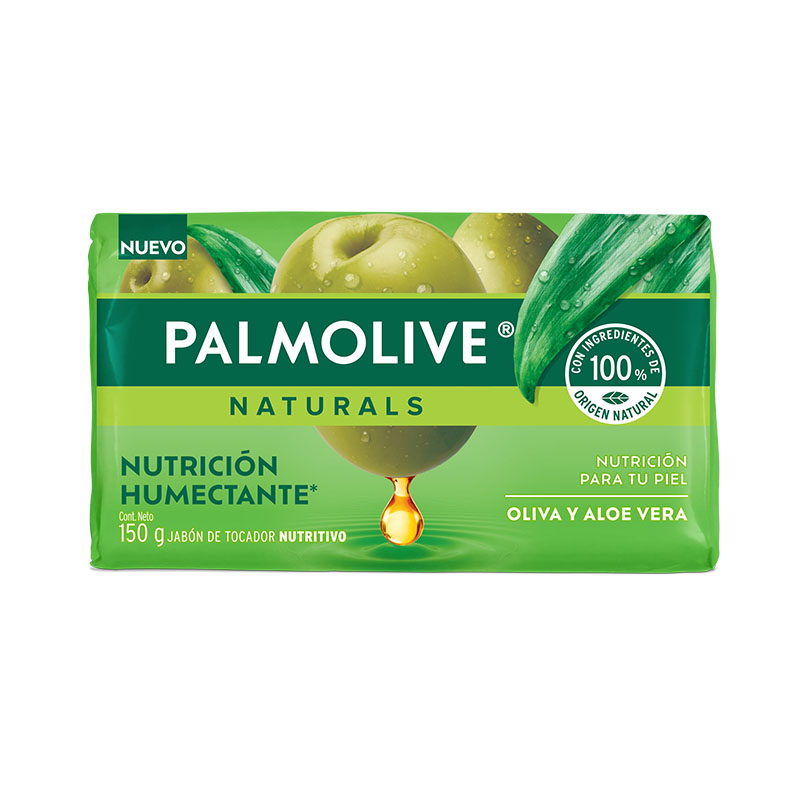 NUEVO
PALMOLIVE®
NATURALS
NUTRICIÓN
HUMECTANTE*
Cont. Neto
150 g JABÓN DE TOCADOR NUTRITIVO
CON INGREDIENTES DE
100%
ORIGEN NATURAL
NUTRICIÓN
PARA TU PIEL
OLIVA Y ALOE VERA